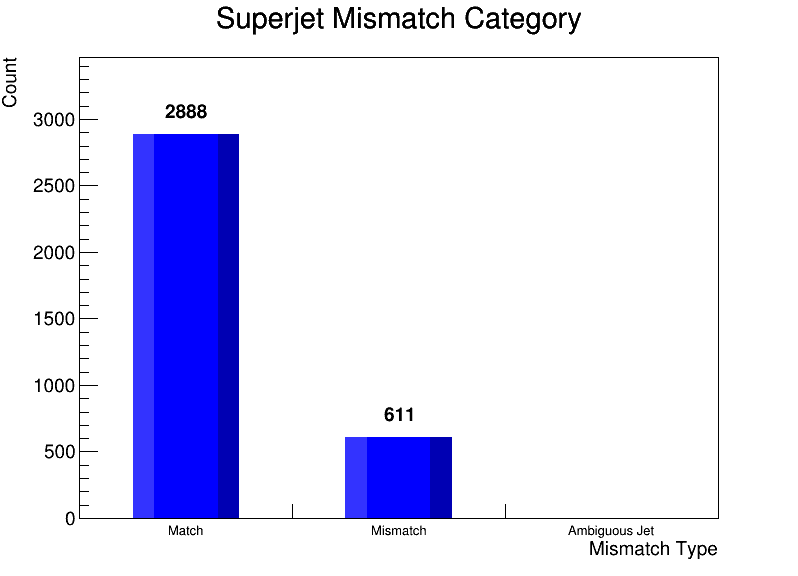 Superjet Mismatch Category
Count
3000
2500
2000
1500
1000
500
0
2888
611
Match
Mismatch
Ambiguous Jet
Mismatch Type